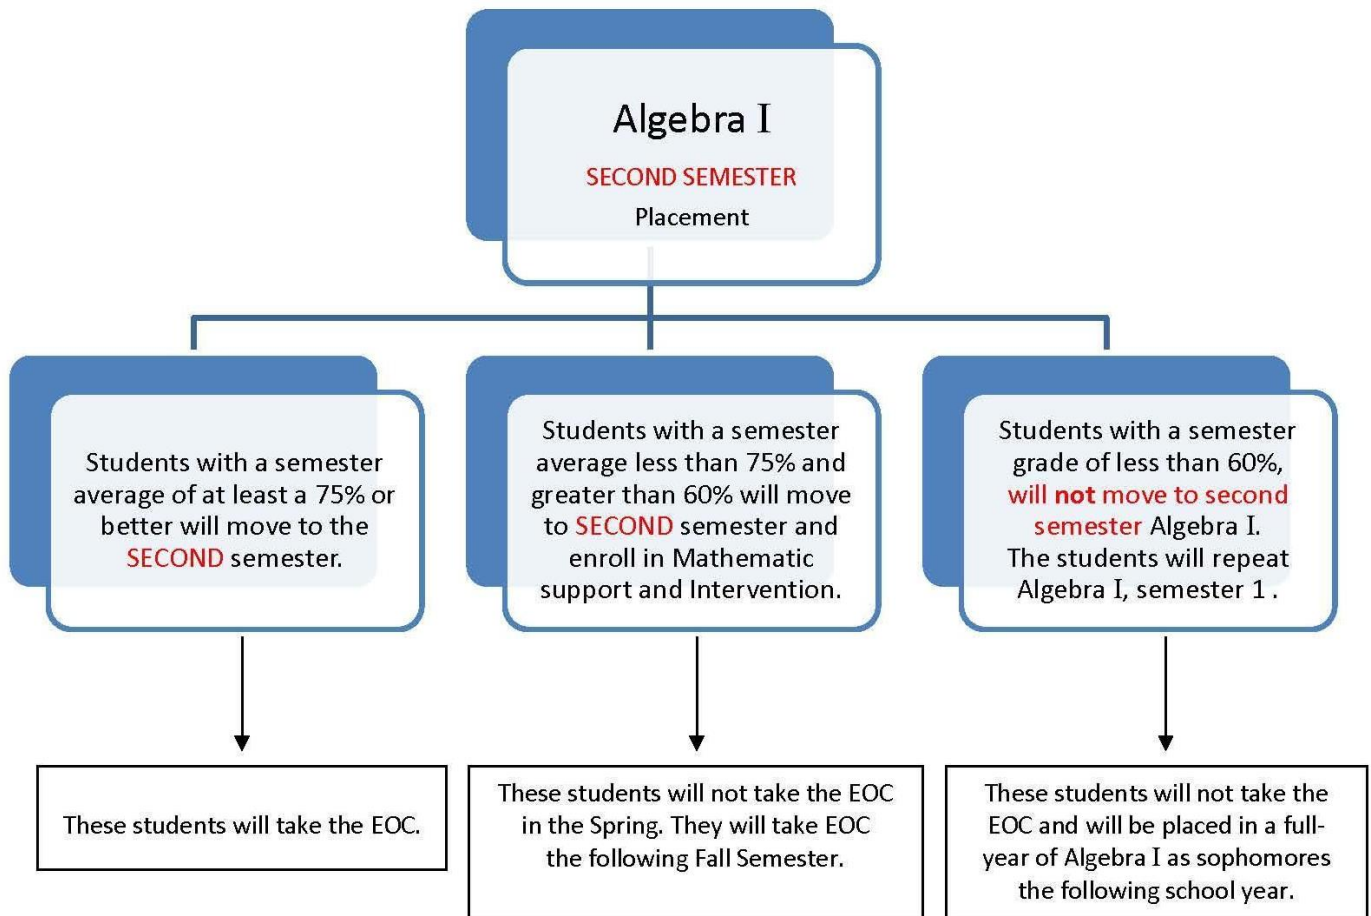 Algebra I
SECOND SEMESTER
Placement
Students with a semester
average of at least a 75% or
better will move to the
SECOND semester.
Students with a semester
average less than 75% and
greater than 60% will move
to SECOND semester and
enroll in Mathematic
support and Intervention.
Students with a semester
grade of less than 60%,
will not move to second
semester Algebra I.
The students will repeat
Algebra I, semester 1 .
These students will take the EOC.
These students will not take the EOC
in the Spring. They will take EOC
the following Fall Semester.
These students will not take the
EOC and will be placed in a full-
year of Algebra I as sophomores
the following school year.